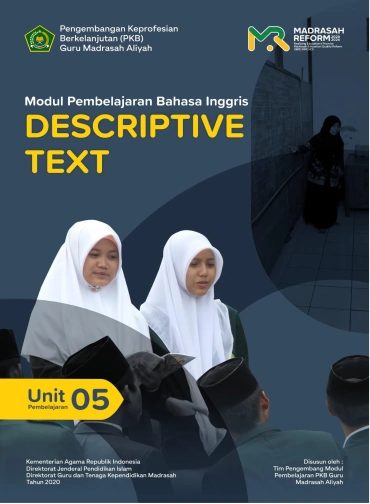 Pengembangan Keprofesian
Berkelanjutan (PKB)
Guru Madrasah Aliyah
MADRASAH
REFORM
Modul Pembelajaran Bahasa Inggris
DESCRIPTIVE
TEXT
Unit
Pembelajaran
05
Kementerian Agama Republik Indonesia
Direktorat Jenderal Pendidikan Islam
Direktorat Guru dan Tenaga Kependidikan Madrasah
Tahun 2020
Disusun oleh :
Tim Pengembang Modul
Pembelajaran PKB Guru
Madrasah Aliyah